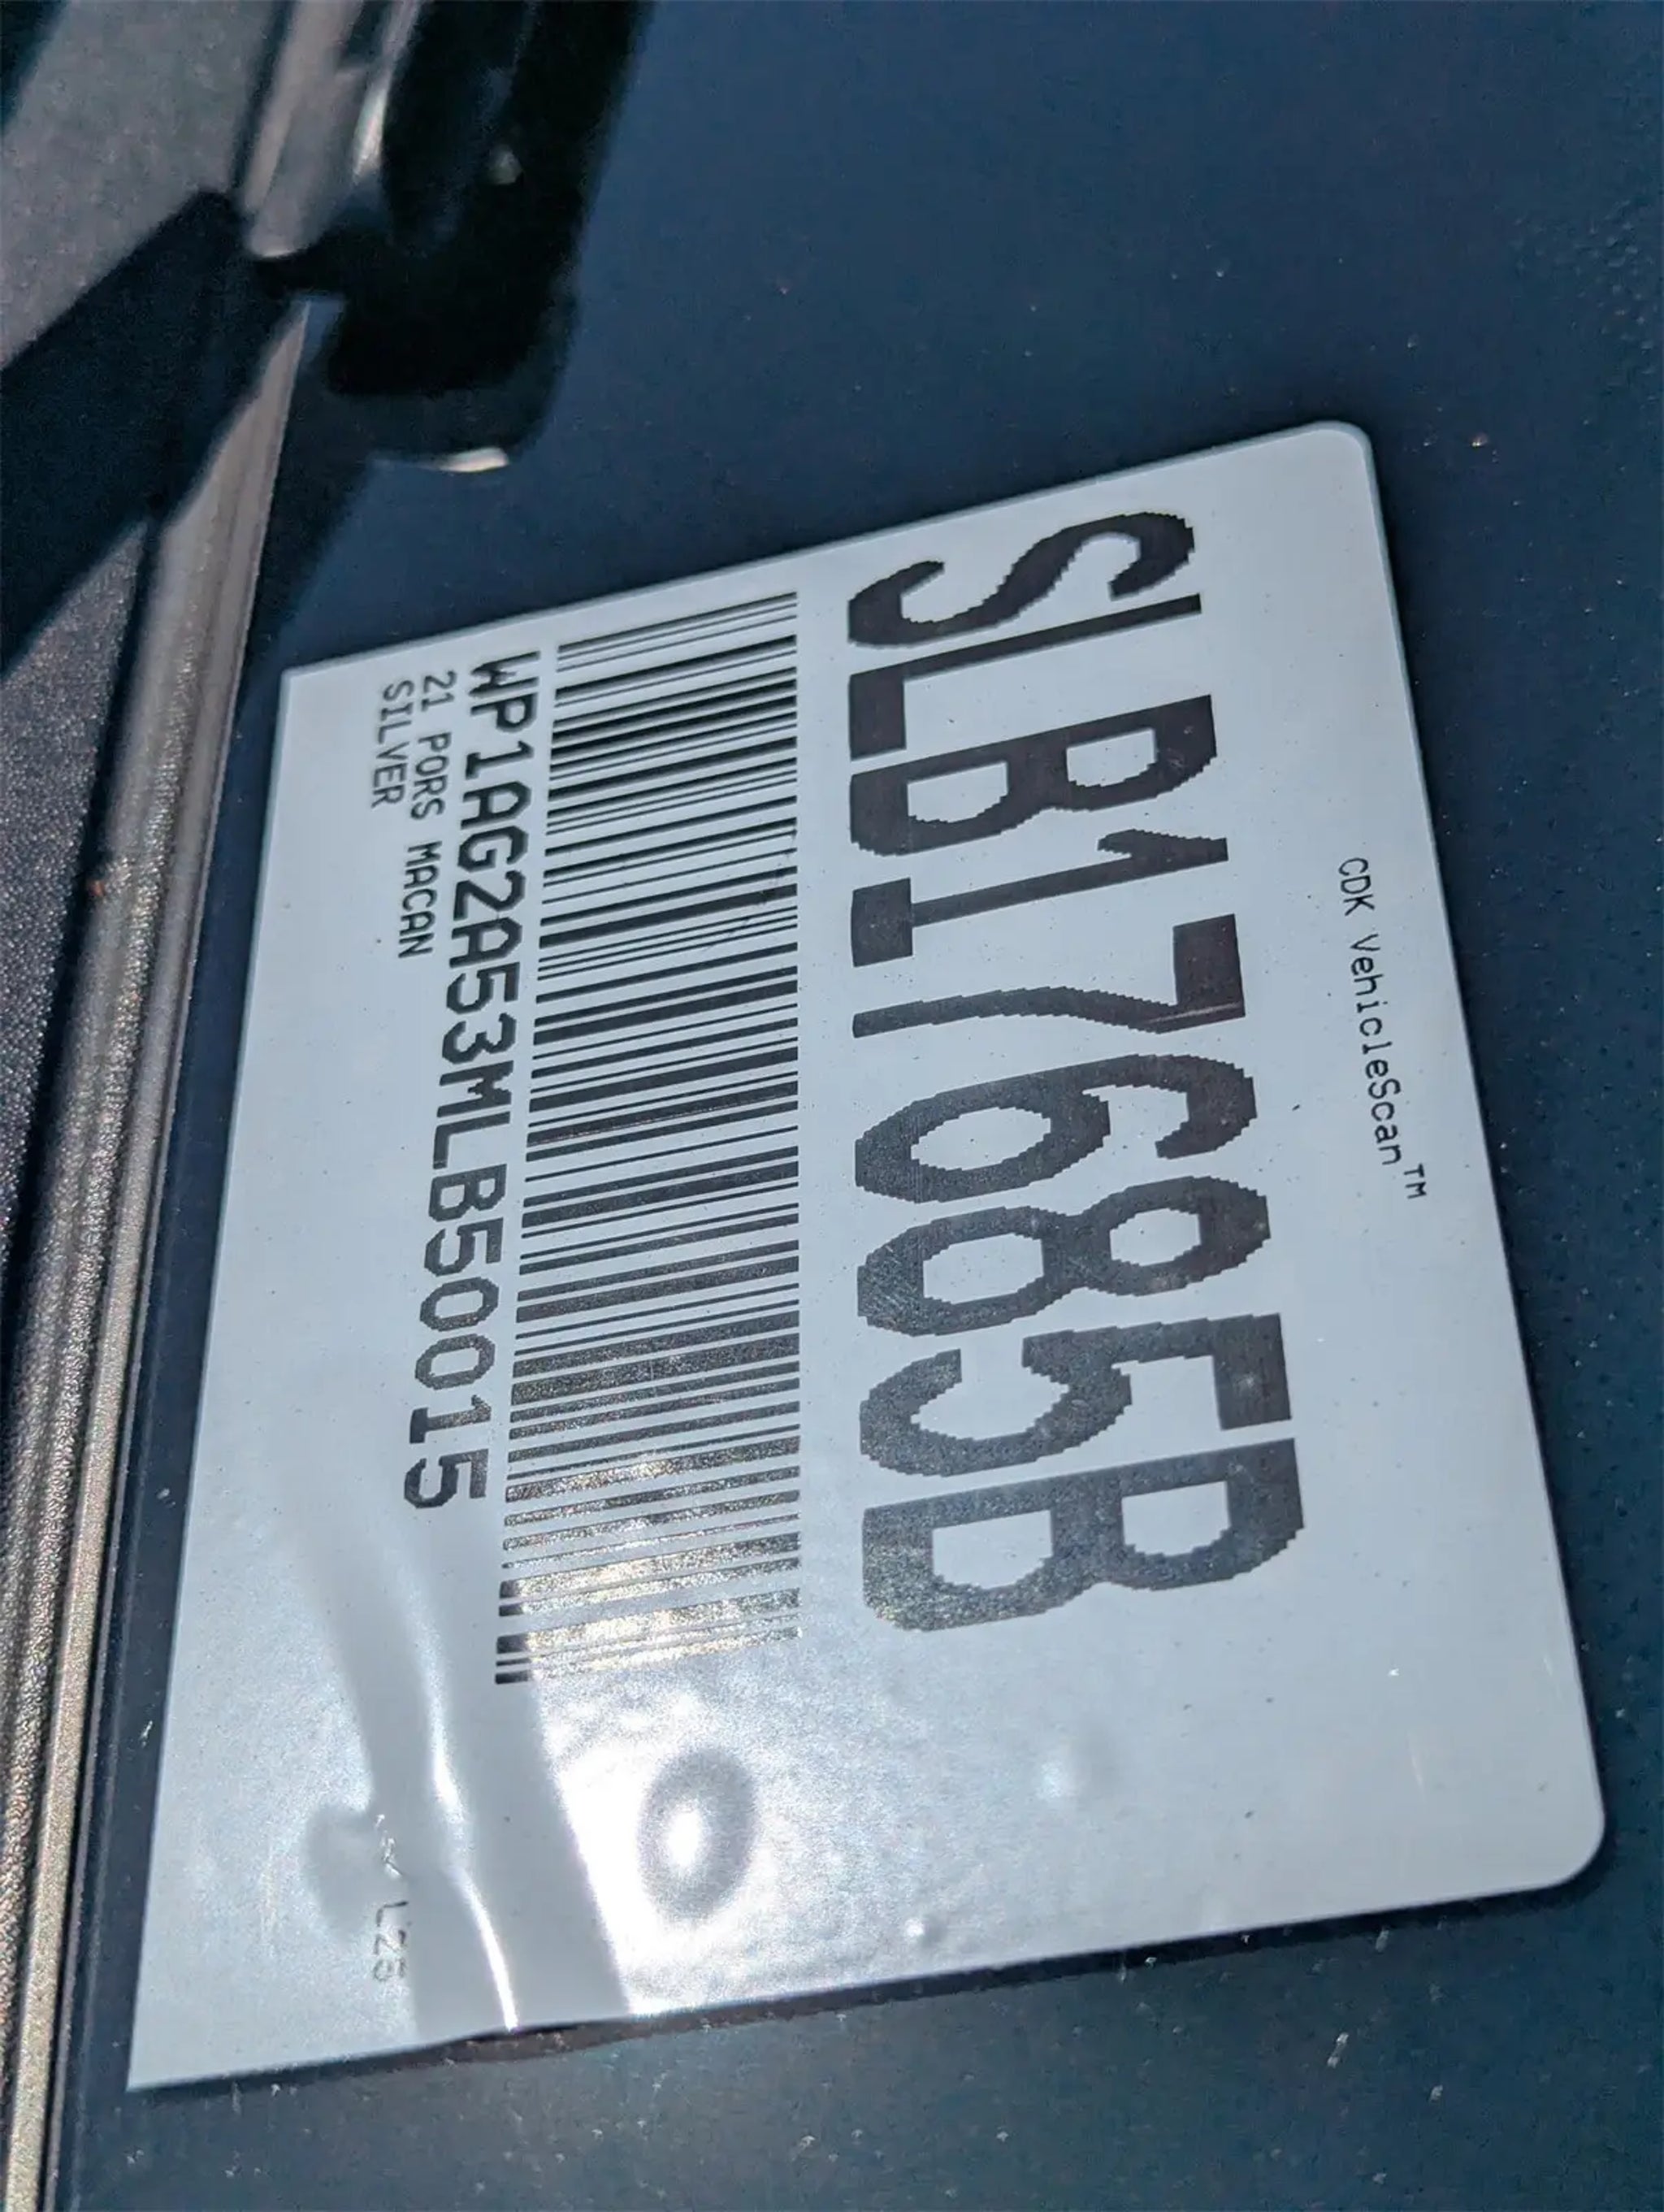 CDK VehicleScan™
SLB17685B
WP1AG2A53MLB50015
21 PORS MACAN
SILVER